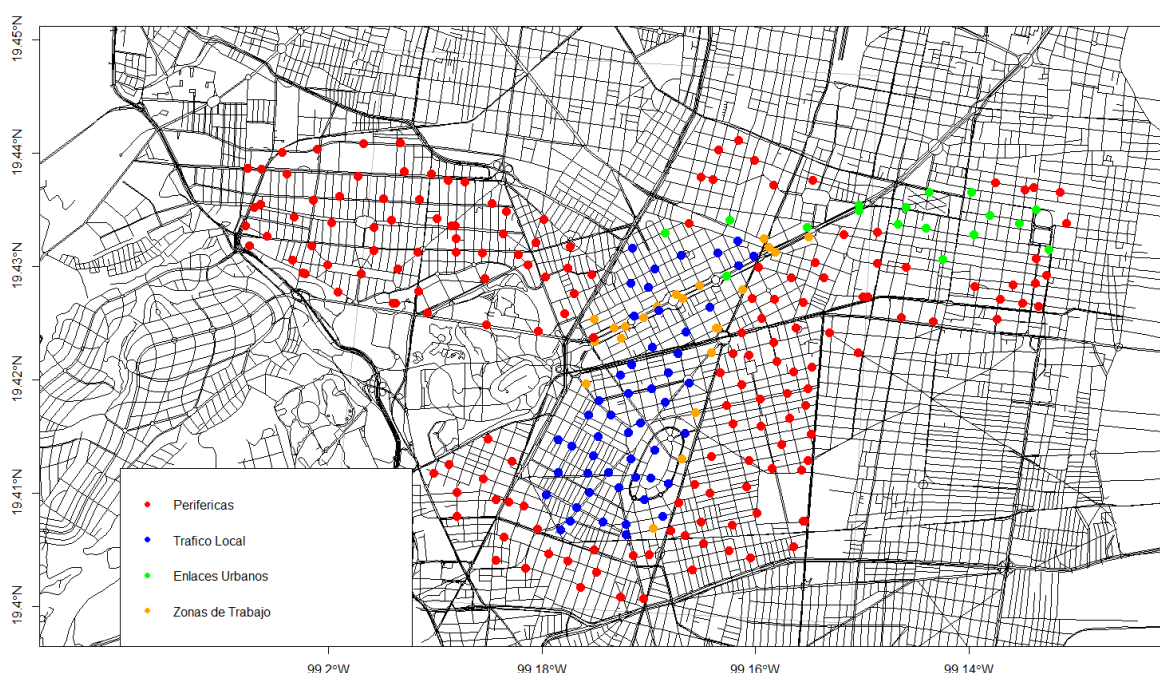 19.45°N
19.44°N
19.43°N
19.42°N
19.41°N
19.4°N
Perifericas
Trafico Local
Enlaces Urbanos
Zonas de Trabajo
99.2°W
99.18°W
99.16°W
99.14°W